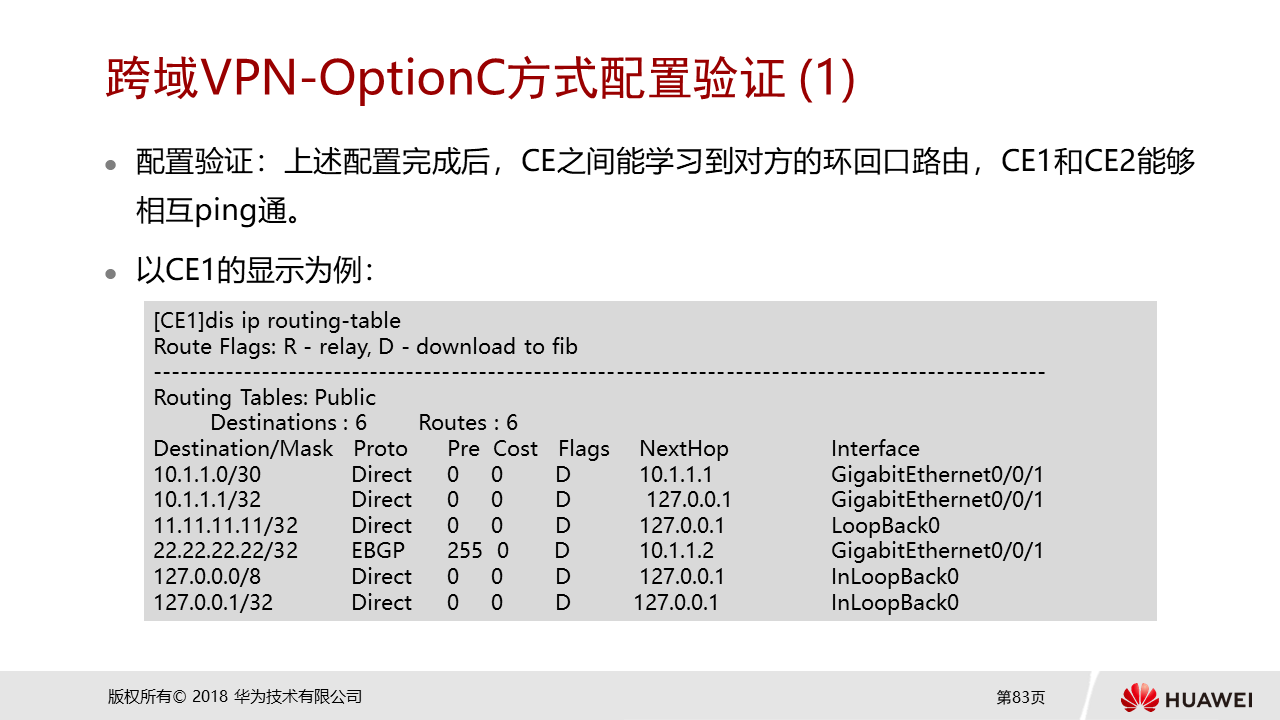 跨域VPN-OptionC方式配置验证 (1)
配置验证：上述配置完成后，CE之间能学习到对方的环回口路由，CE1和CE2能够
相互ping通。
以CE1的显示为例：
[CE1]dis ip routing-table
Route Flags: R - relay, D - download to fib
----------------------------------------------------------------------------------------------------
Routing Tables: Public
Destinations : 6 Routes : 6
Destination/Mask Proto Pre Cost Flags NextHop Interface
10.1.1.0/30 Direct 0 0 D 10.1.1.1 GigabitEthernet0/0/1
10.1.1.1/32 Direct 0 0 D 127.0.0.1 GigabitEthernet0/0/1
11.11.11.11/32 Direct 0 0 D 127.0.0.1 LoopBack0
22.22.22.22/32 EBGP 255 0 D 10.1.1.2 GigabitEthernet0/0/1
127.0.0.0/8 Direct 0 0 D 127.0.0.1 InLoopBack0
127.0.0.1/32 Direct 0 0 D 127.0.0.1 InLoopBack0
版权所有© 2018 华为技术有限公司
第83页
HUAWEI